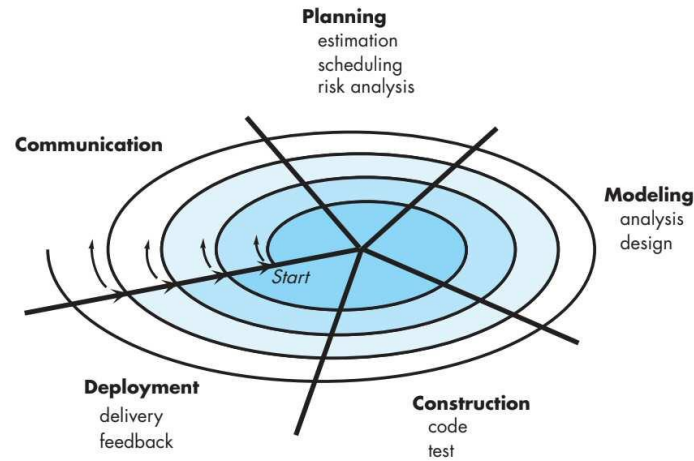 Planning
estimation
scheduling
risk analysis
Communication
Modeling
analysis
design
Start
Deployment
delivery
feedback
Construction
code
test